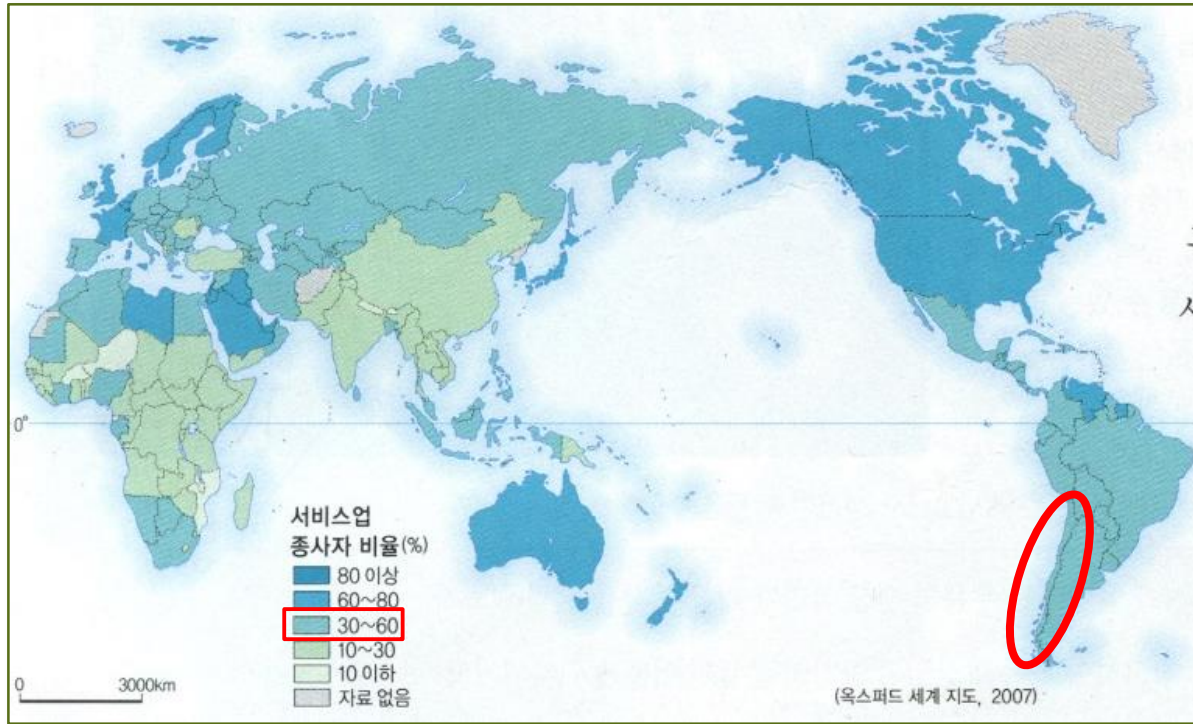 서
0°
서비스업
종사자 비율(%)
80 이상
60~80
30~60
10~30
10 이하
자료 없음
0 3000km
(옥스퍼드 세계 지도, 2007)